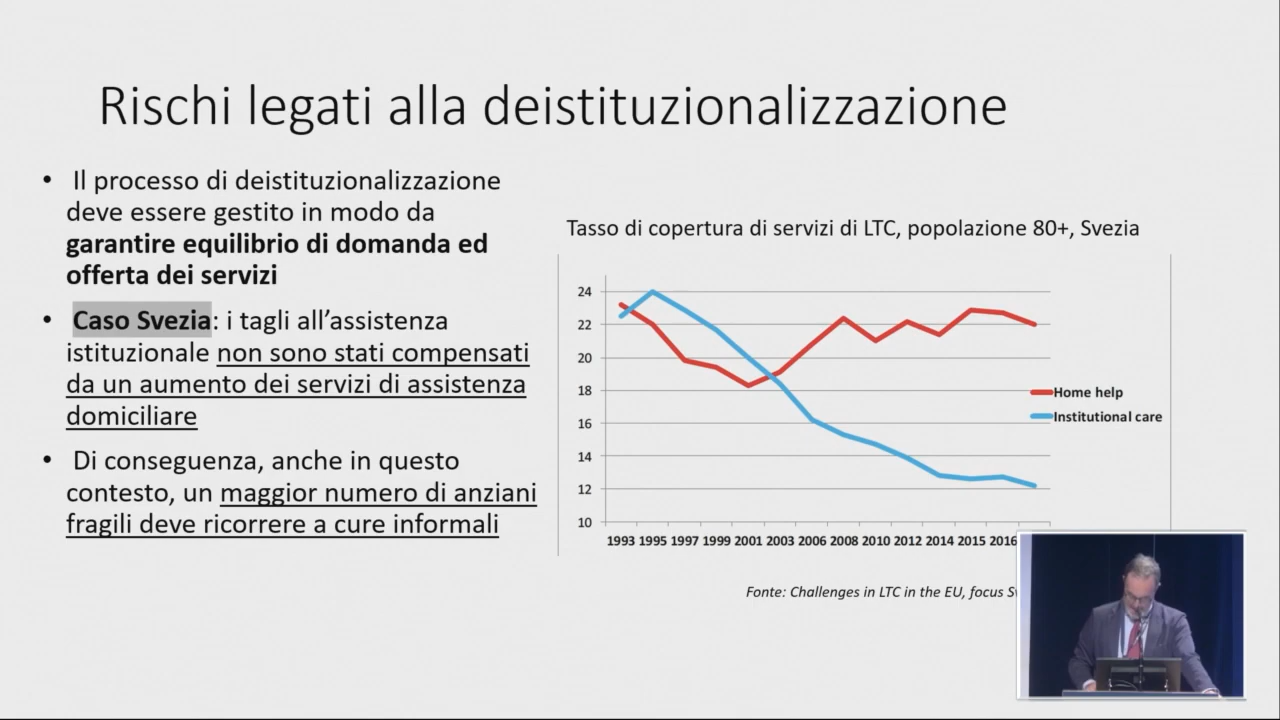 Rischi legati alla deistituzionalizzazione
• Il processo di deistituzionalizzazione
deve essere gestito in modo da
garantire equilibrio di domanda ed
offerta dei servizi
• Caso Svezia: i tagli all’assistenza
istituzionale non sono stati compensati
da un aumento dei servizi di assistenza
domiciliare
• Di conseguenza, anche in questo
contesto, un maggior numero di anziani
fragili deve ricorrere a cure informali
Tasso di copertura di servizi di LTC, popolazione 80+, Svezia
24
22
20
18
16
14
12
10
1993 1995 1997 1999 2001 2003 2006 2008 2010 2012 2014 2015 2016
Home help
Institutional care
Fonte: Challenges in LTC in the EU, focus